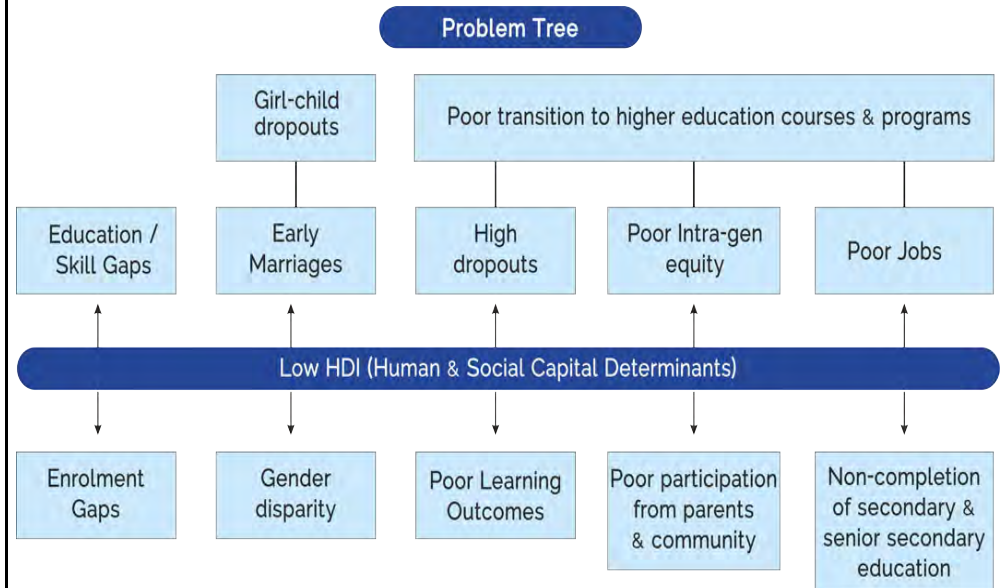 Problem Tree
Girl-child
dropouts
Poor transition to higher education courses & programs
Education /
Skill Gaps
Early
Marriages
High
dropouts
Poor Intra-gen
equity
Poor Jobs
Low HDI (Human & Social Capital Determinants)
Enrolment
Gaps
Gender
disparity
Poor Learning
Outcomes
Poor participation
from parents
& community
Non-completion
of secondary &
senior secondary
education